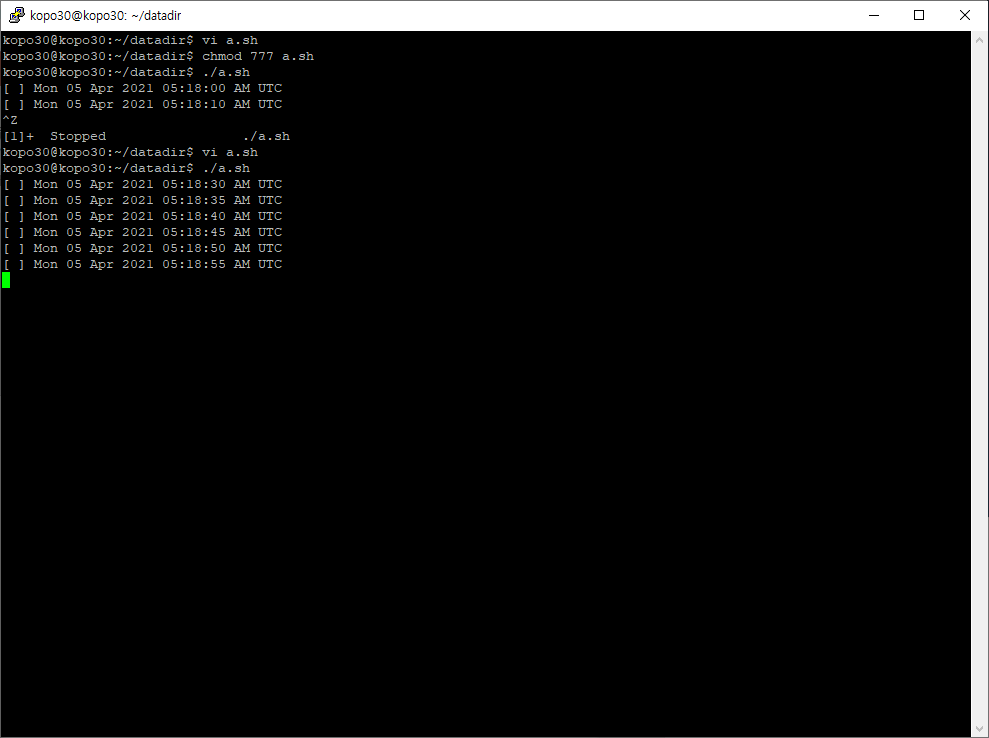 kopo30@kopo30: ~/datadir
kopo30@kopo30:~/datadir$ vi a.sh
kopo30@kopo30:~/datadir$ chmod 777 a.sh
kopo30@kopo30:~/datadir$ ./a.sh
[ ] Mon 05 Apr 2021 05:18:00 AM UTC
[ ] Mon 05 Apr 2021 05:18:10 AM UTC
^Z
[1]+  Stopped                 ./a.sh
kopo30@kopo30:~/datadir$ vi a.sh
kopo30@kopo30:~/datadir$ ./a.sh
[ ] Mon 05 Apr 2021 05:18:30 AM UTC
[ ] Mon 05 Apr 2021 05:18:35 AM UTC
[ ] Mon 05 Apr 2021 05:18:40 AM UTC
[ ] Mon 05 Apr 2021 05:18:45 AM UTC
[ ] Mon 05 Apr 2021 05:18:50 AM UTC
[ ] Mon 05 Apr 2021 05:18:55 AM UTC